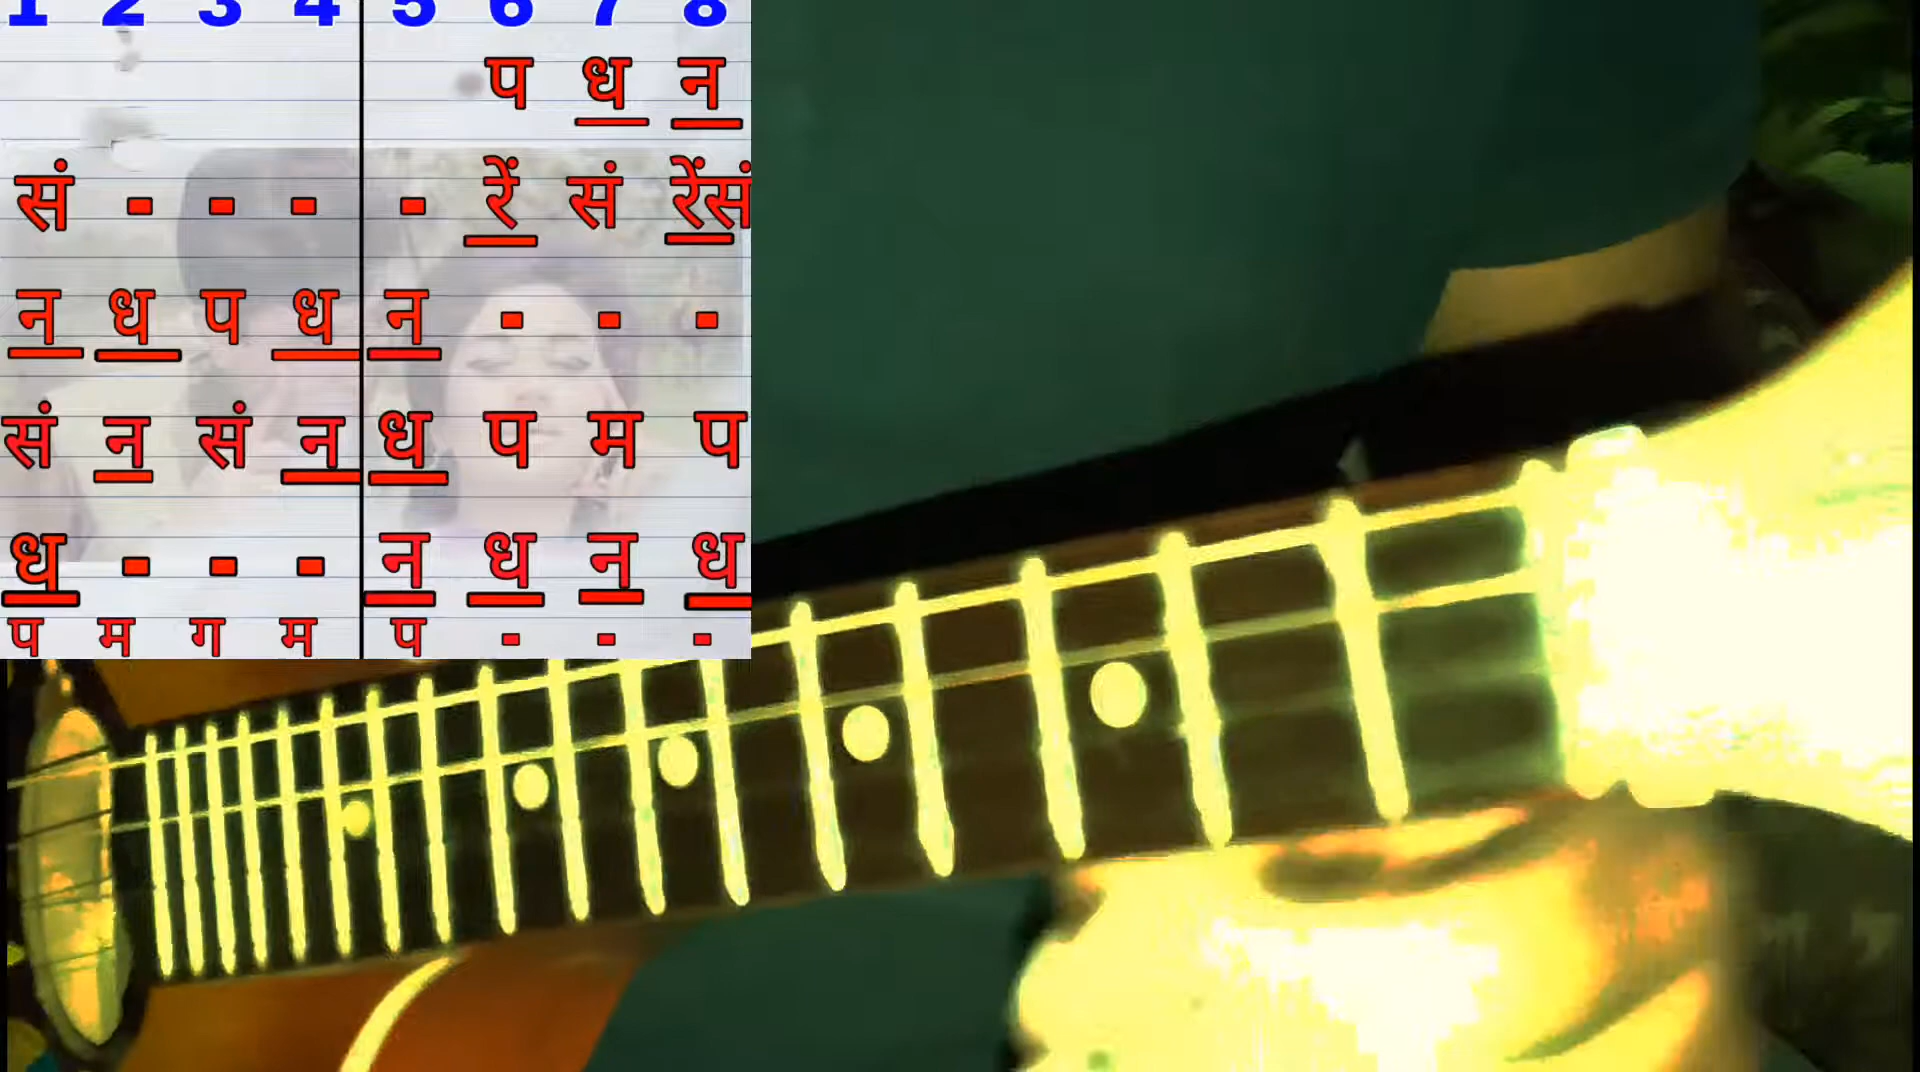 1 2 3 4 5 6 7 8
प ध न
सं - - - - रें सं रेंसं
न ध प ध न - - -
सं न सं न ध प म प
ध - - - न ध न ध
प म ग म प - - -